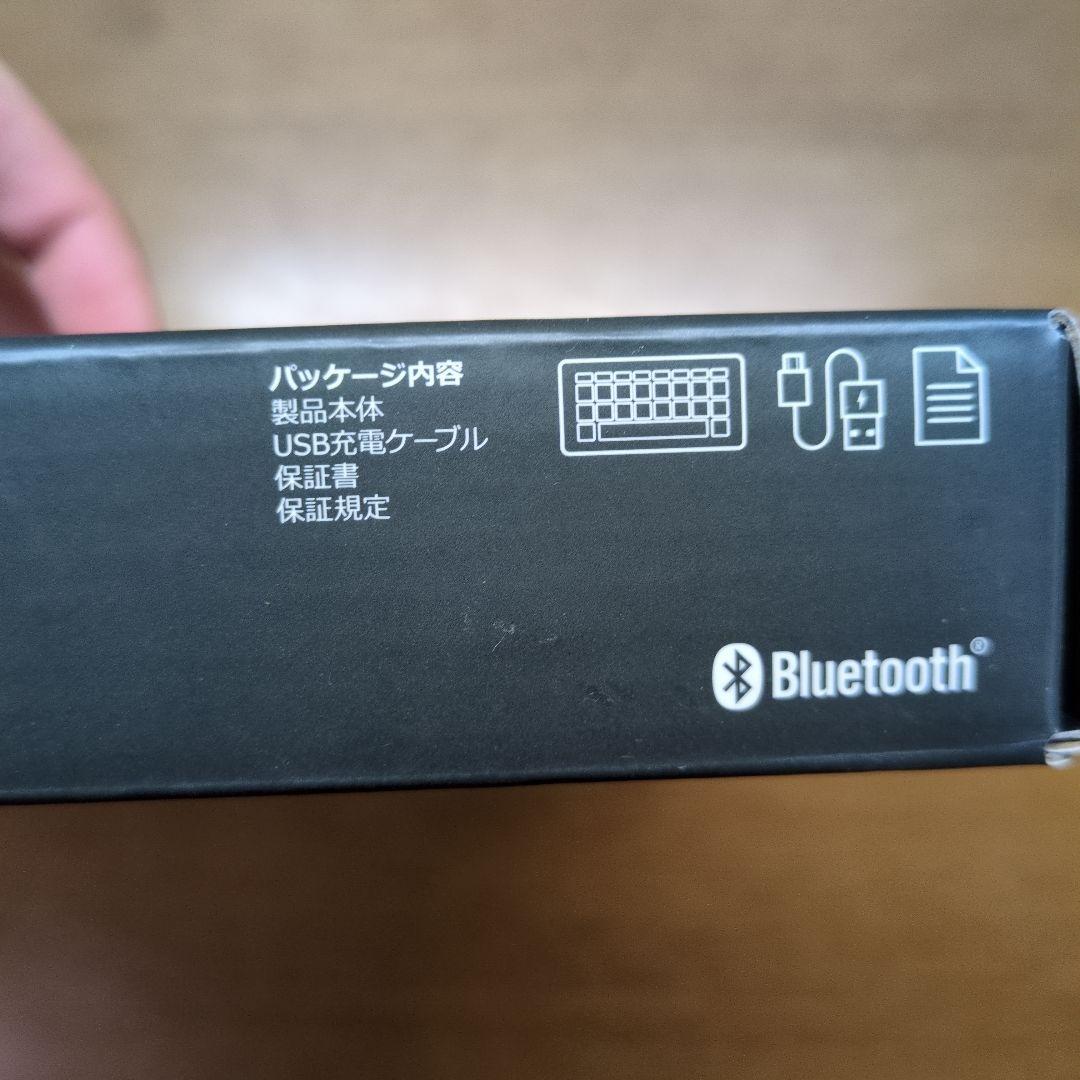 パッケージ内容
製品本体
USB充電ケーブル
保証書
保証規定
Bluetooth®